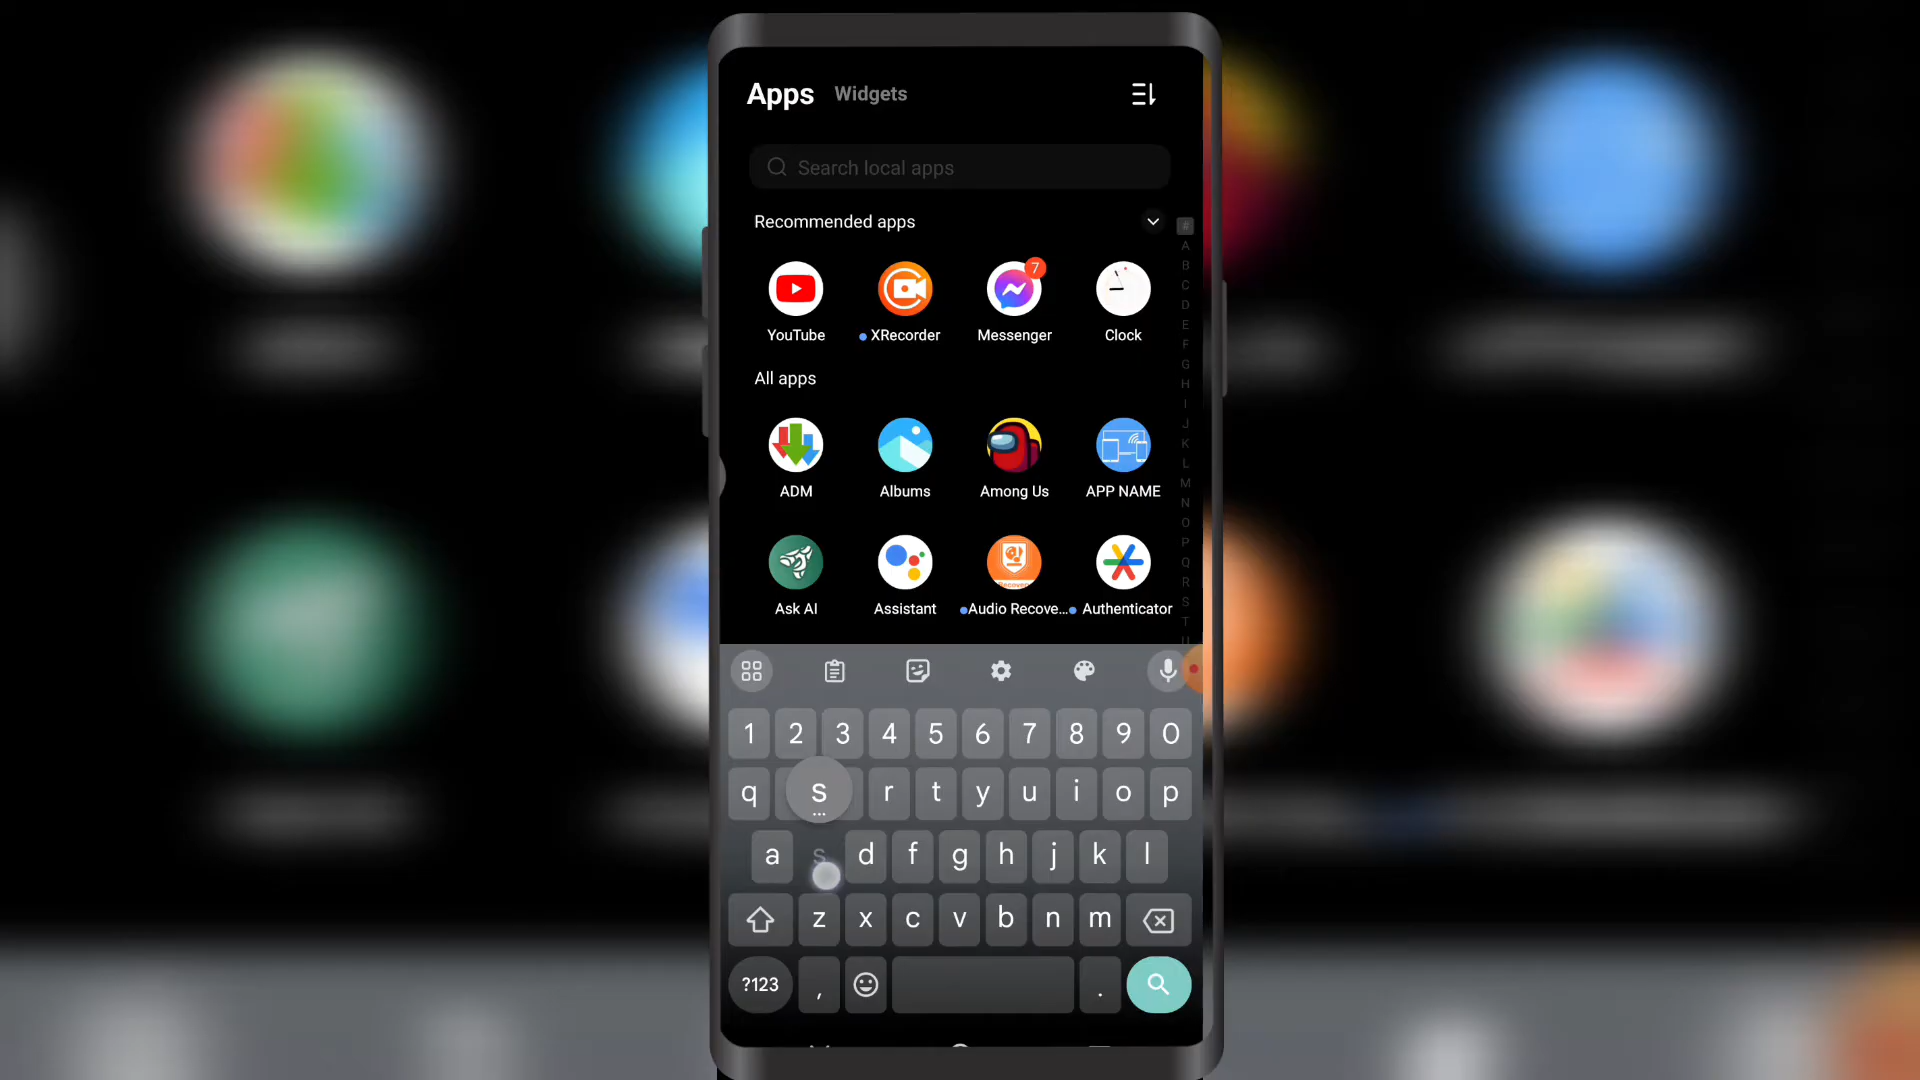 Apps Widgets
Search local apps
Recommended apps
7
YouTube XRecorder Messenger Clock
All apps
ADM Albums Among Us APP NAME
Ask AI Assistant Audio Recove... Authenticator
#
A
B
C
D
E
F
G
H
I
J
K
L
M
N
O
P
Q
R
S
T
U
1 2 3 4 5 6 7 8 9 0
q s r t y u i o p
a s d f g h j k l
z x c v b n m
?123 , .